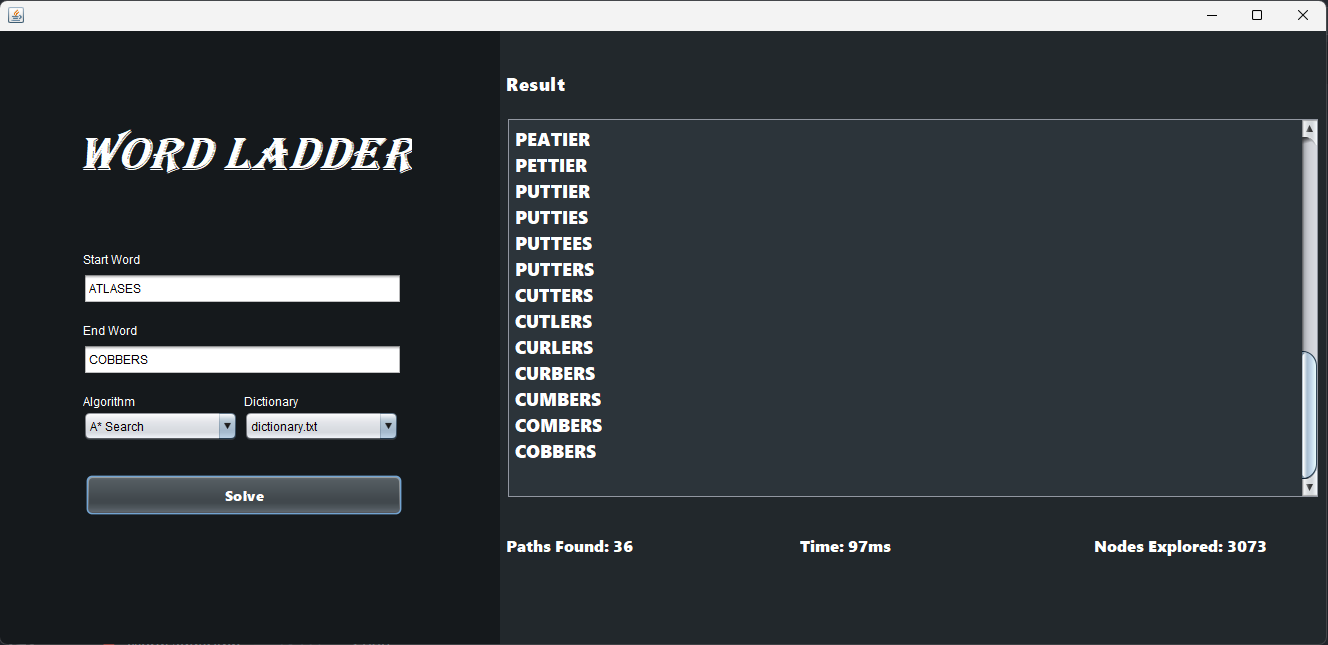 WORD LADDER
Start Word
ATLASES
End Word
COBBERS
Algorithm Dictionary
A* Search dictionary.txt
Solve
Result
PEATIER
PETTIER
PUTTIER
PUTTIES
PUTTEES
PUTTERS
CUTTERS
CUTLERS
CURLERS
CURBERS
CUMBERS
COMBERS
COBBERS
Paths Found: 36 Time: 97ms Nodes Explored: 3073